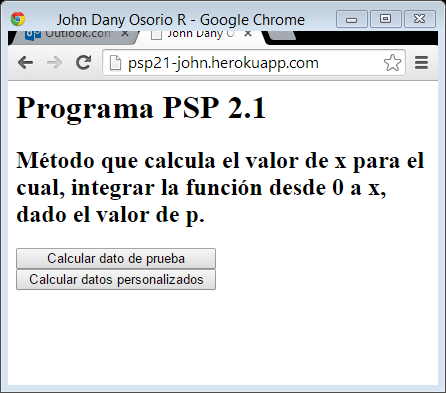 John Dany Osorio R - Google Chrome
Outlook.com
John Dany O
psp21-john.herokuapp.com
Programa PSP 2.1
Método que calcula el valor de x para el
cual, integrar la función desde 0 a x,
dado el valor de p.
Calcular dato de prueba
Calcular datos personalizados